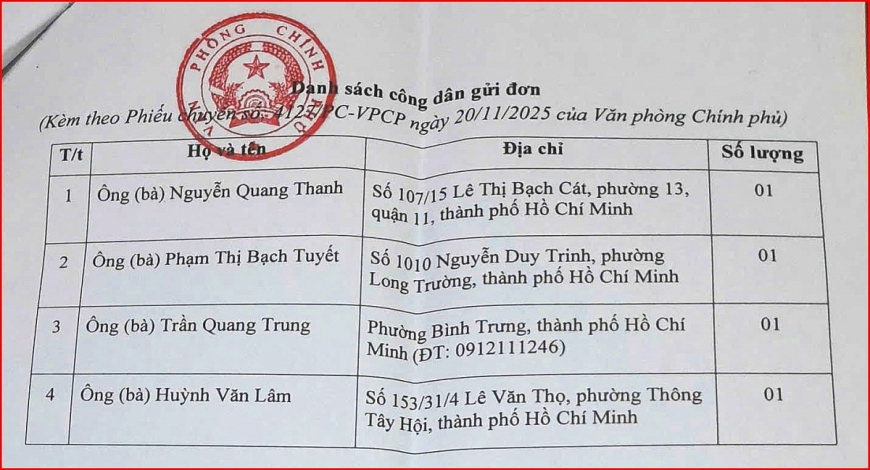 VĂN PHÒNG CHÍNH PHỦ
Danh sách công dân gửi đơn
(Kèm theo Phiếu chuyển số: /PC-VPCP ngày 20/11/2025 của Văn phòng Chính phủ)
T/t Họ và tên Địa chỉ Số lượng
1 Ông (bà) Nguyễn Quang Thanh Số 107/15 Lê Thị Bạch Cát, phường 13, 01
quận 11, thành phố Hồ Chí Minh
2 Ông (bà) Phạm Thị Bạch Tuyết Số 1010 Nguyễn Duy Trinh, phường 01
Long Trường, thành phố Hồ Chí Minh
3 Ông (bà) Trần Quang Trung Phường Bình Trưng, thành phố Hồ Chí 01
Minh (ĐT: 0912111246)
4 Ông (bà) Huỳnh Văn Lâm Số 153/31/4 Lê Văn Thọ, phường Thông 01
Tây Hội, thành phố Hồ Chí Minh